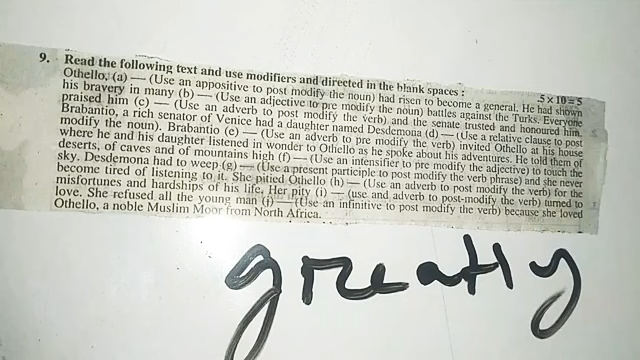 9. Read the following text and use modifiers and directed in the blank spaces : .5 × 10 = 5
Othello, (a) — (Use an appositive to post modify the noun) had risen to become a general. He had shown
his bravery in many (b) — (Use an adjective to pre modify the noun) battles against the Turks. Everyone
praised him (c) — (Use an adverb to post modify the verb) and the senate trusted and honoured him.
Brabantio, a rich senator of Venice had a daughter named Desdemona (d) — (Use a relative clause to post
modify the noun). Brabantio (e) — (Use an adverb to pre modify the verb) invited Othello at his house
where he and his daughter listened in wonder to Othello as he spoke about his adventures. He told them of
deserts, of caves and of mountains high (f) — (Use an intensifier to pre modify the adjective) to touch the
sky. Desdemona had to weep (g) — (Use a present participle to post modify the verb phrase) and she never
become tired of listening to it. She pitied Othello (h) — (Use an adverb to post modify the verb) for the
misfortunes and hardships of his life. Her pity (i) — (use and adverb to post-modify the verb) turned to
love. She refused all the young man (j) — (Use an infinitive to post modify the verb) because she loved
Othello, a noble Muslim Moor from North Africa.
greatly